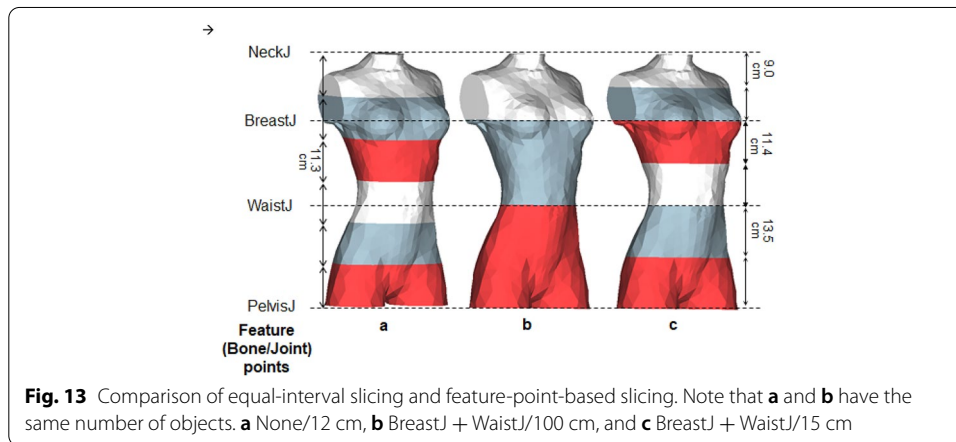 →
NeckJ
9.0 cm
BreastJ
11.4 cm
11.3 cm
WaistJ
13.5 cm
PelvisJ
a
b
c
Feature
(Bone/Joint)
points
Fig. 13 Comparison of equal-interval slicing and feature-point-based slicing. Note that a and b have the
same number of objects. a None/12 cm, b BreastJ + WaistJ/100 cm, and c BreastJ + WaistJ/15 cm